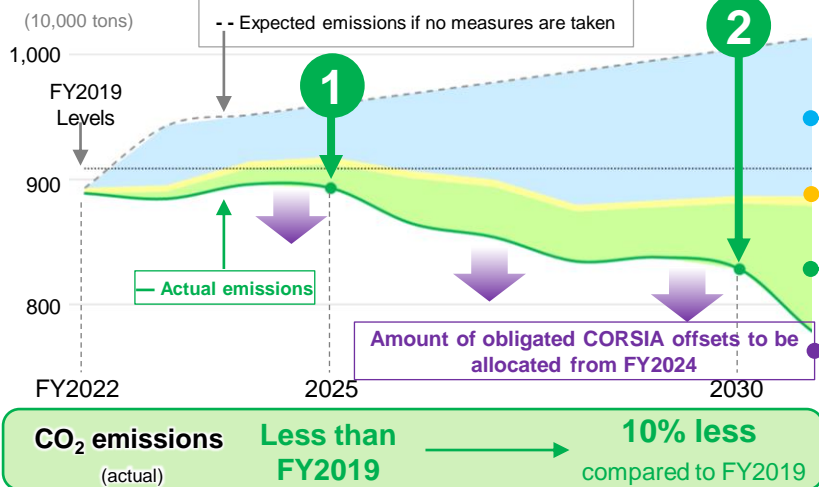 (10,000 tons)
-- Expected emissions if no measures are taken
2
1,000
1
FY2019
Levels
900
— Actual emissions
800
Amount of obligated CORSIA offsets to be
allocated from FY2024
FY2022
2025
2030
CO₂ emissions
(actual)
Less than
FY2019
10% less
compared to FY2019